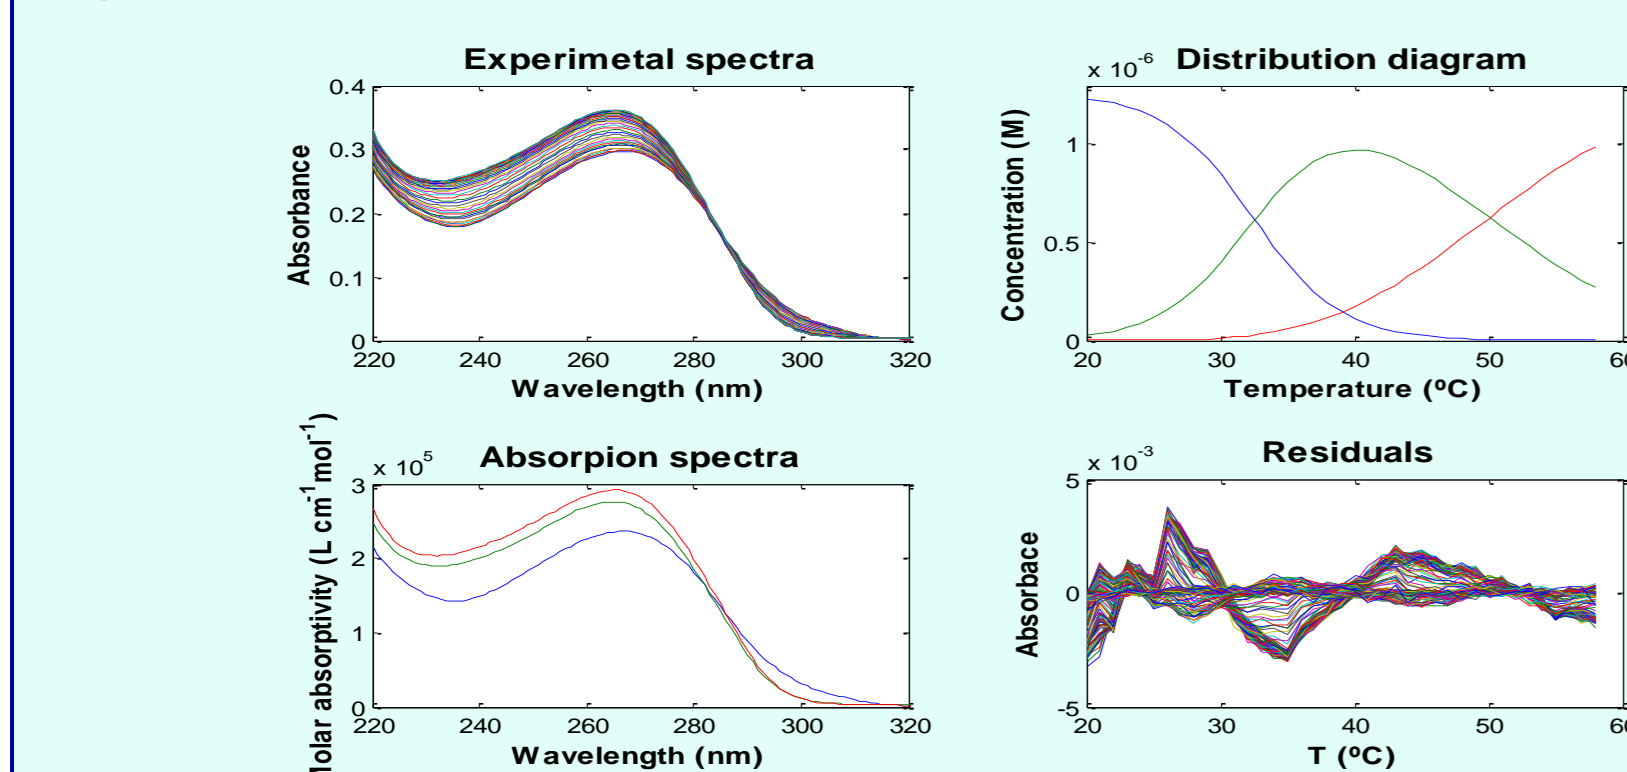 Experimetal spectra
0.4
0.3
0.2
0.1
0
Absorbance
220 240 260 280 300 320
Wavelength (nm)
x 10-6 Distribution diagram
1
0.5
0
Concentration (M)
20 30 40 50 60
Temperature (ºC)
x 105 Absorpion spectra
3
2
1
0
Molar absorptivity (L cm-1mol-1)
220 240 260 280 300 320
Wavelength (nm)
x 10-3 Residuals
5
0
-5
Absorbace
20 30 40 50 60
T (ºC)